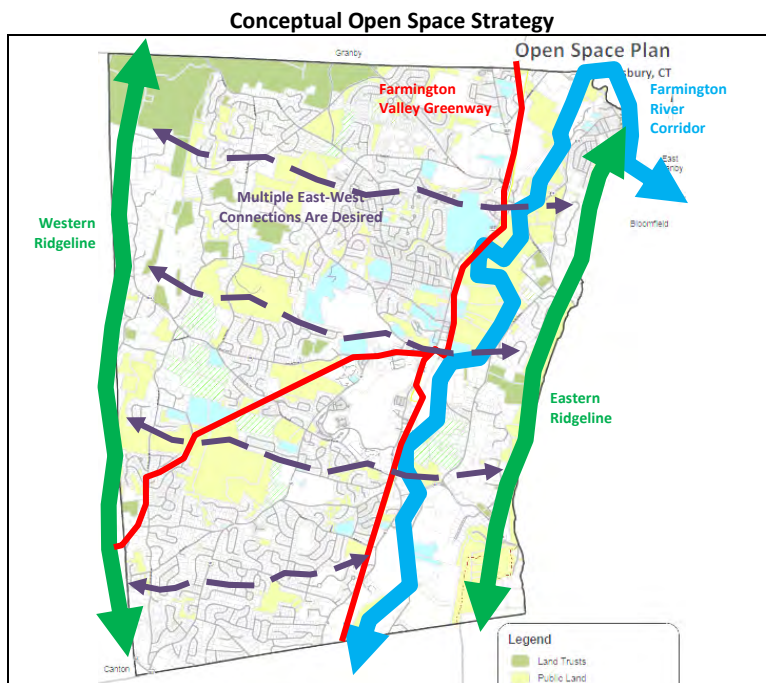 Conceptual Open Space Strategy
Granby
Open Space Plan
sbury, CT
Farmington
Valley Greenway
Farmington
River
Corridor
East
nby
Multiple East-West
Connections Are Desired
Western
Ridgeline
Bloomfield
Eastern
Ridgeline
Canton
Legend
Land Trusts
Public Land